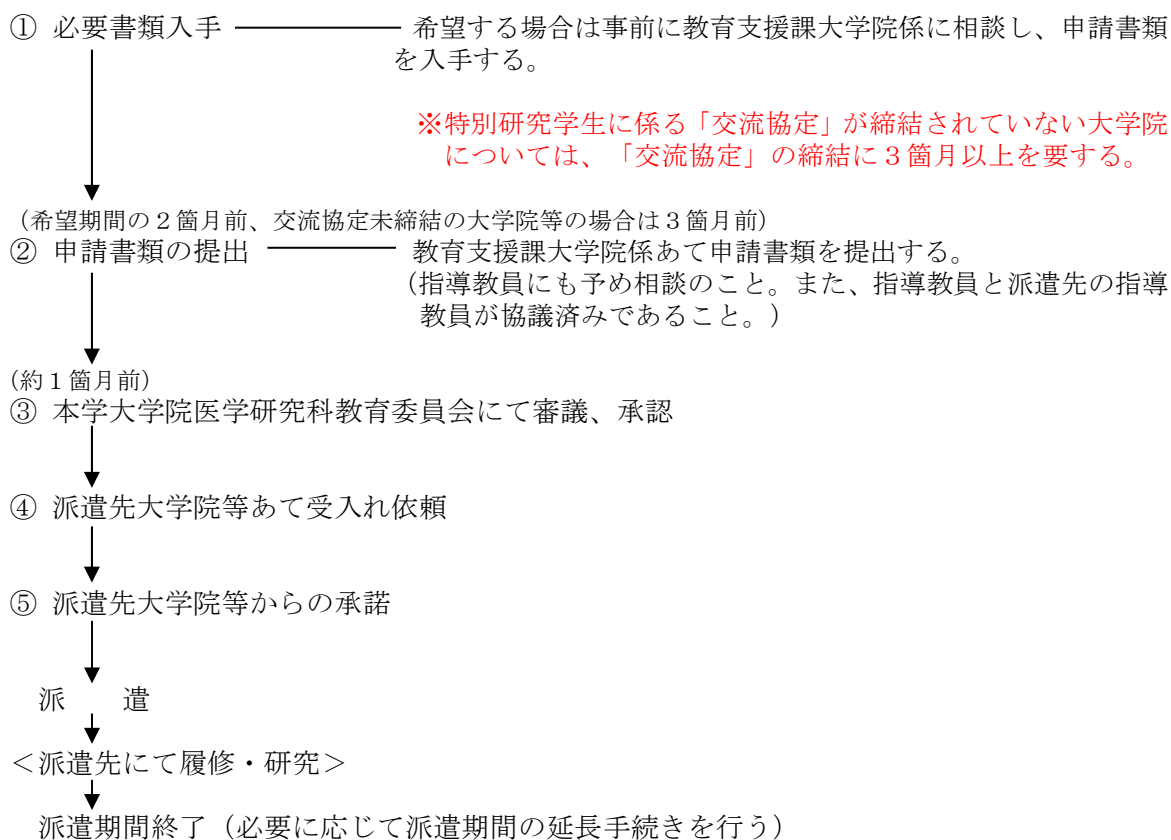 ① 必要書類入手 ――――― 希望する場合は事前に教育支援課大学院係に相談し、申請書類
を入手する。
※特別研究学生に係る「交流協定」が締結されていない大学院
については、「交流協定」の締結に３箇月以上を要する。
（希望期間の２箇月前、交流協定未締結の大学院等の場合は３箇月前）
② 申請書類の提出 ――――― 教育支援課大学院係あて申請書類を提出する。
（指導教員にも予め相談のこと。また、指導教員と派遣先の指導
教員が協議済みであること。）
（約１箇月前）
③ 本学大学院医学研究科教育委員会にて審議、承認
④ 派遣先大学院等あて受入れ依頼
⑤ 派遣先大学院等からの承諾
派　　遣
＜派遣先にて履修・研究＞
派遣期間終了（必要に応じて派遣期間の延長手続きを行う）